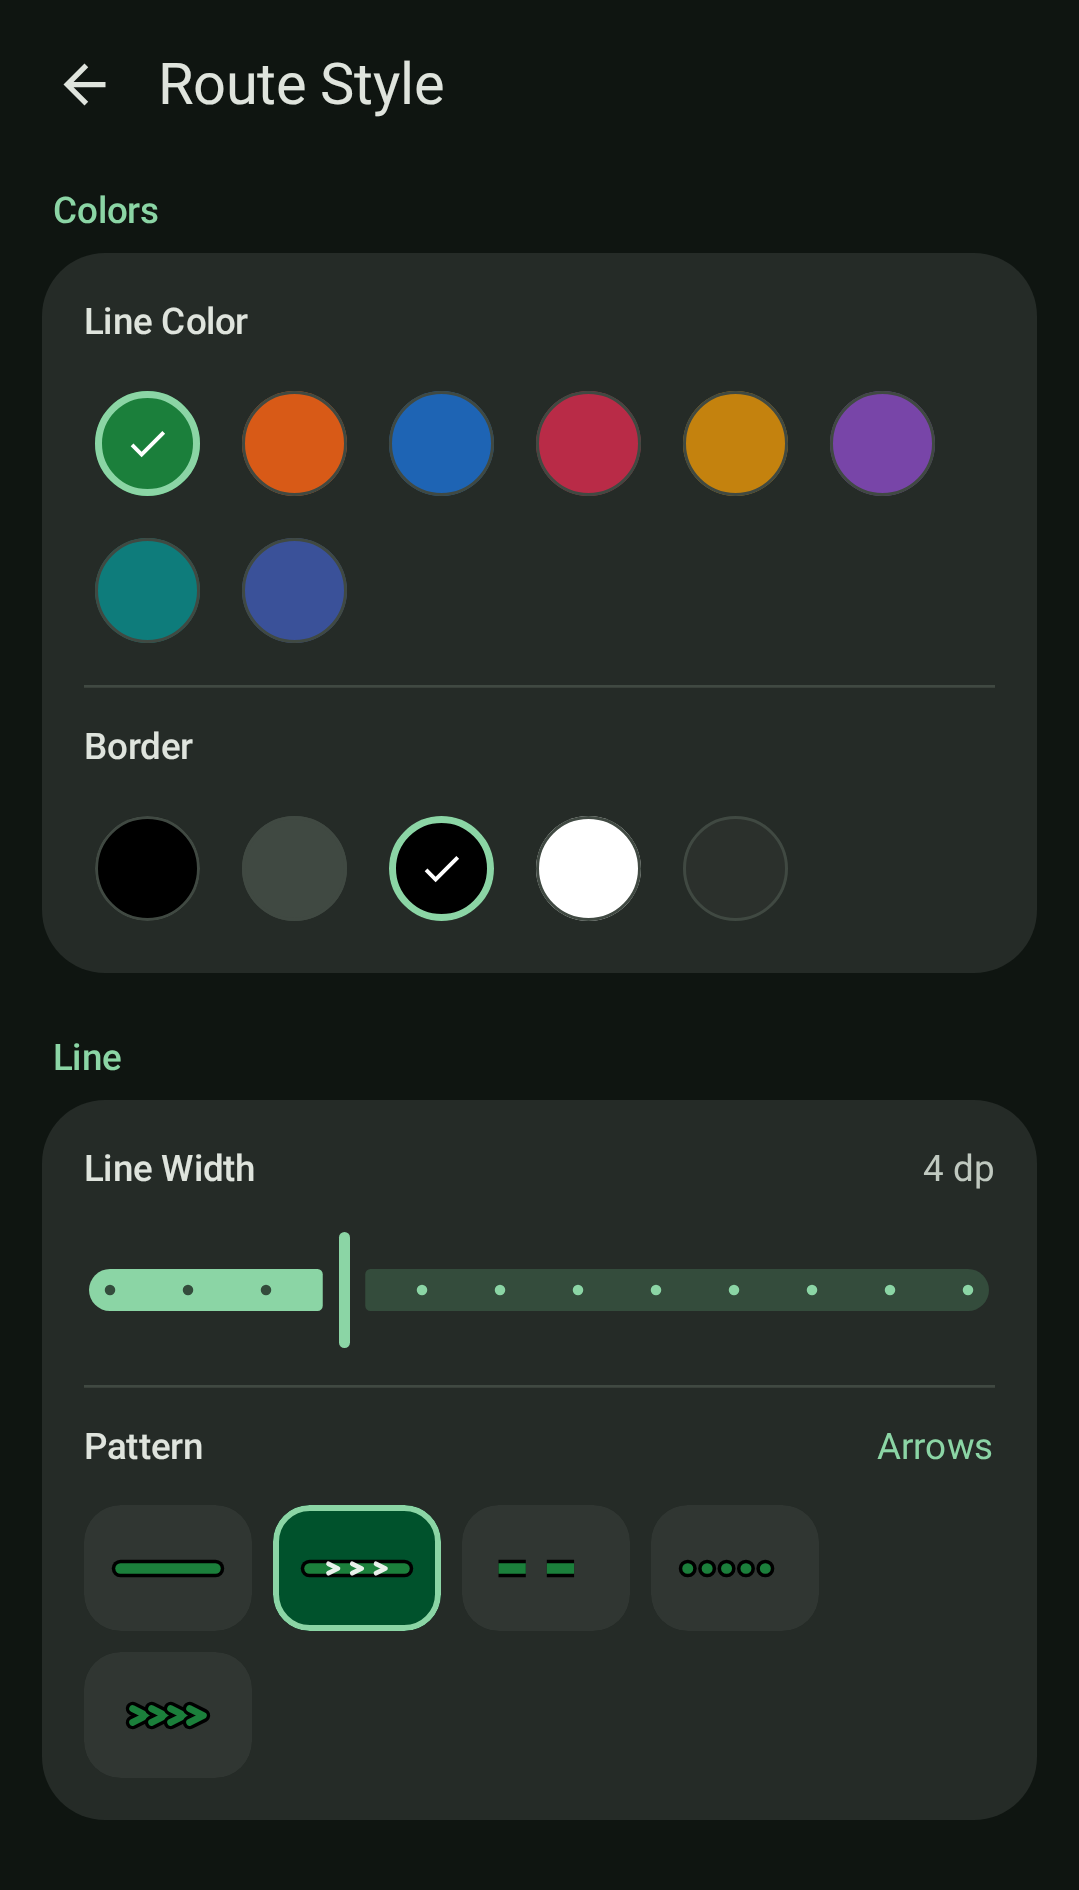 Route Style
Colors
Line Color
Border
Line
Line Width
4 dp
Pattern
Arrows